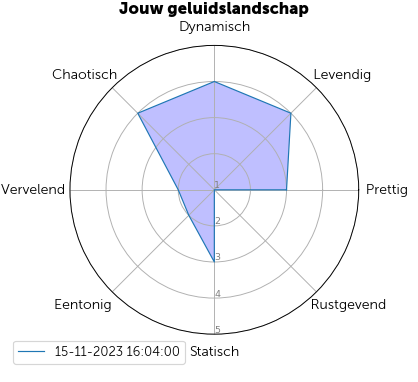 Jouw geluidslandschap
Dynamisch
Chaotisch
Levendig
Vervelend
1
Prettig
2
3
4
Eentonig
Rustgevend
5
15-11-2023 16:04:00
Statisch